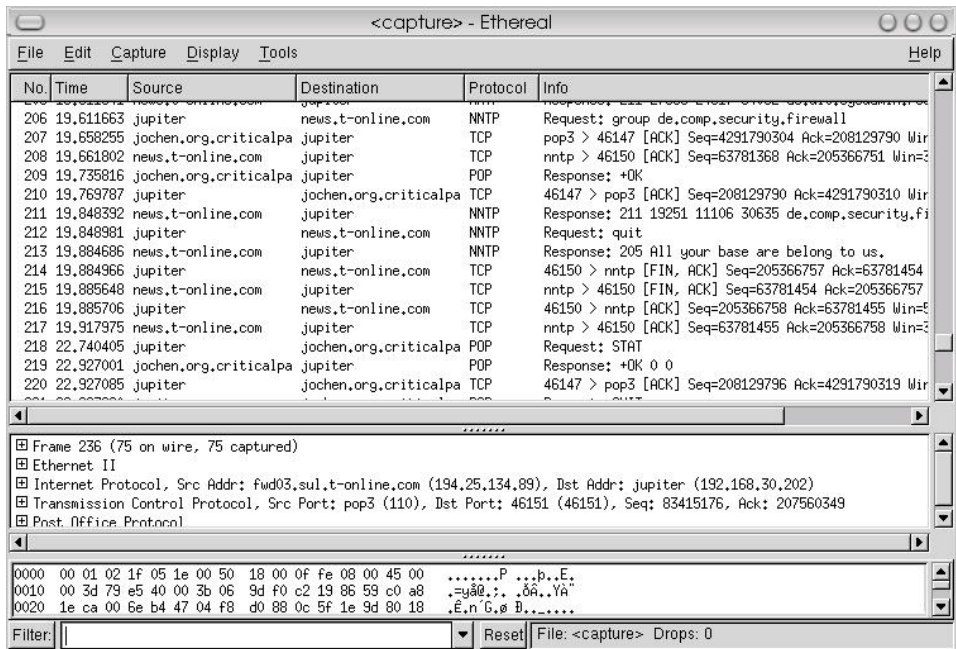 <capture> - Ethereal
File Edit Capture Display Tools Help
No. Time Source Destination Protocol Info
206 19.611663 jupiter news.t-online.com NNTP Request: group de.comp.security.firewall
207 19.658255 jochen.org.criticalpa jupiter TCP pop3 > 46147 [ACK] Seq=4291790304 Ack=208129790 Wir
208 19.661802 news.t-online.com jupiter TCP nntp > 46150 [ACK] Seq=63781368 Ack=205366751 Win=3
209 19.735816 jochen.org.criticalpa jupiter POP Response: +OK
210 19.769787 jupiter jochen.org.criticalpa TCP 46147 > pop3 [ACK] Seq=208129790 Ack=4291790310 Wir
211 19.848392 news.t-online.com jupiter NNTP Response: 211 19251 11106 30635 de.comp.security.fi
212 19.848981 jupiter news.t-online.com NNTP Request: quit
213 19.884686 news.t-online.com jupiter NNTP Response: 205 All your base are belong to us.
214 19.884966 jupiter news.t-online.com TCP 46150 > nntp [FIN, ACK] Seq=205366757 Ack=63781454
215 19.885648 news.t-online.com jupiter TCP nntp > 46150 [FIN, ACK] Seq=63781454 Ack=205366757
216 19.885706 jupiter news.t-online.com TCP 46150 > nntp [ACK] Seq=205366758 Ack=63781455 Win=5
217 19.917975 news.t-online.com jupiter TCP nntp > 46150 [ACK] Seq=63781455 Ack=205366758 Win=3
218 22.740405 jupiter jochen.org.criticalpa POP Request: STAT
219 22.927001 jochen.org.criticalpa jupiter POP Response: +OK 0 0
220 22.927085 jupiter jochen.org.criticalpa TCP 46147 > pop3 [ACK] Seq=208129796 Ack=4291790319 Wir
Frame 236 (75 on wire, 75 captured)
Ethernet II
Internet Protocol, Src Addr: fwd03.sul.t-online.com (194.25.134.89), Dst Addr: jupiter (192.168.30.202)
Transmission Control Protocol, Src Port: pop3 (110), Dst Port: 46151 (46151), Seq: 83415176, Ack: 207560349
Post Office Protocol
0000 00 01 02 1f 05 1e 00 50 18 00 0f fe 08 00 45 00 .......P ...þ..E.
0010 00 3d 79 e5 40 00 3b 06 9d f0 c2 19 86 59 c0 a8 .=yå@.;. .ðÂ..YÀ¨
0020 1e ca 00 6e b4 47 04 f8 d0 88 0c 5f 1e 9d 80 18 .Ê.n´G.ø Ð.._....
Filter: Reset File: <capture> Drops: 0